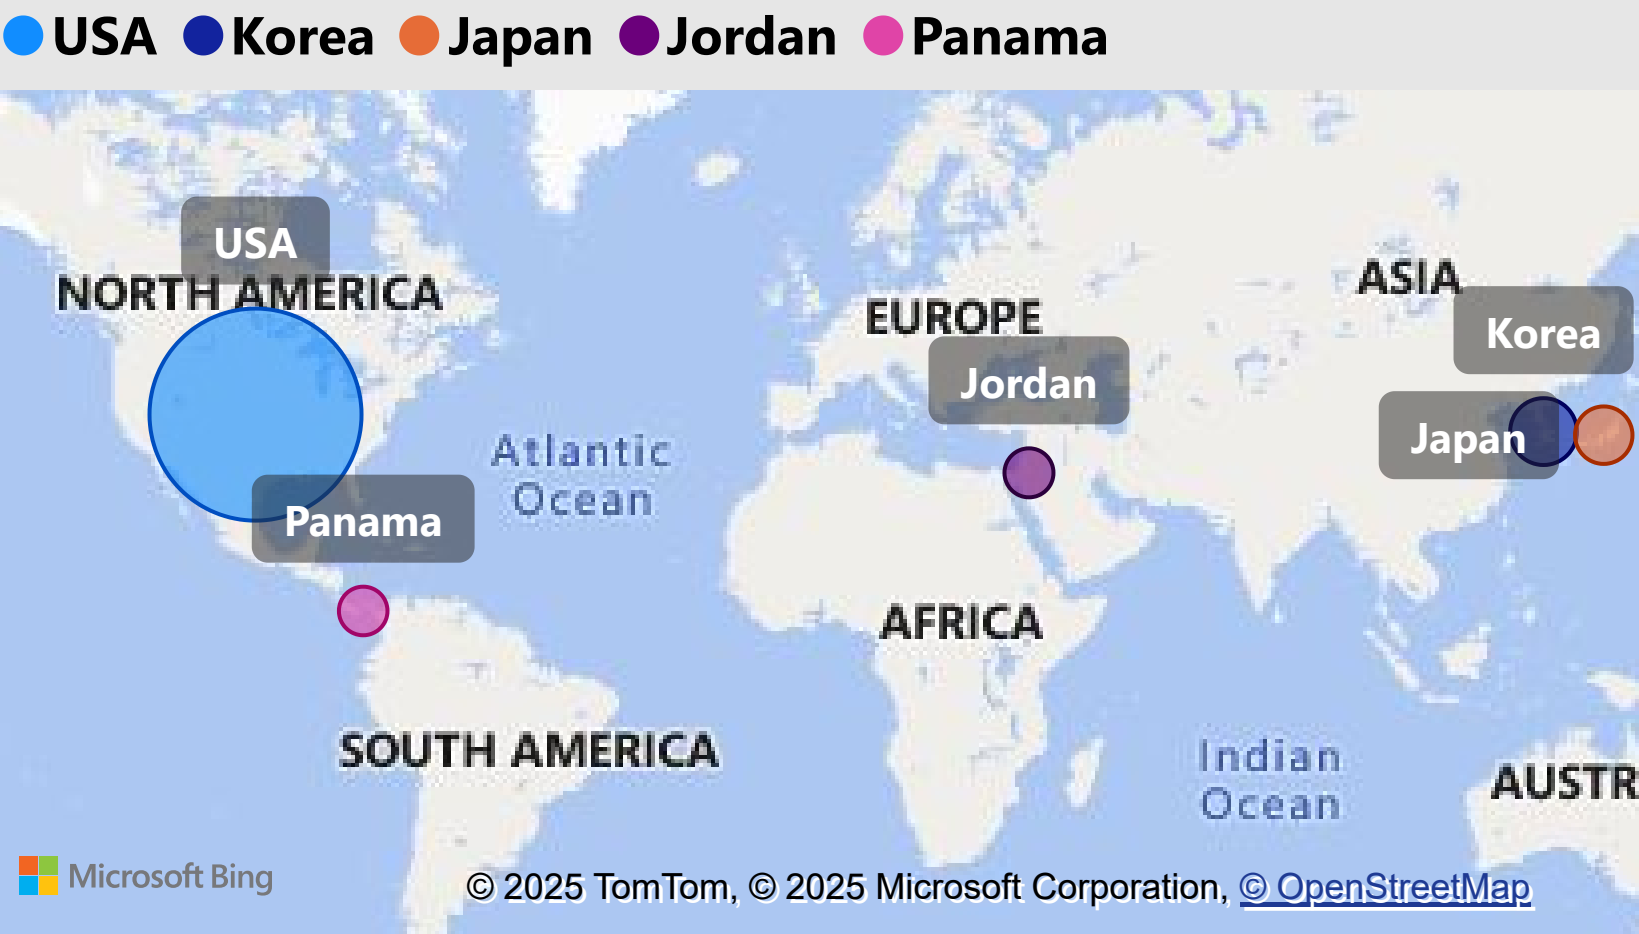 USA Korea Japan Jordan Panama
USA
NORTH AMERICA
ASIA
EUROPE
Korea
Jordan
Japan
Atlantic
Ocean
Panama
AFRICA
SOUTH AMERICA
Indian
Ocean
AUSTR
Microsoft Bing
© 2025 TomTom, © 2025 Microsoft Corporation, © OpenStreetMap